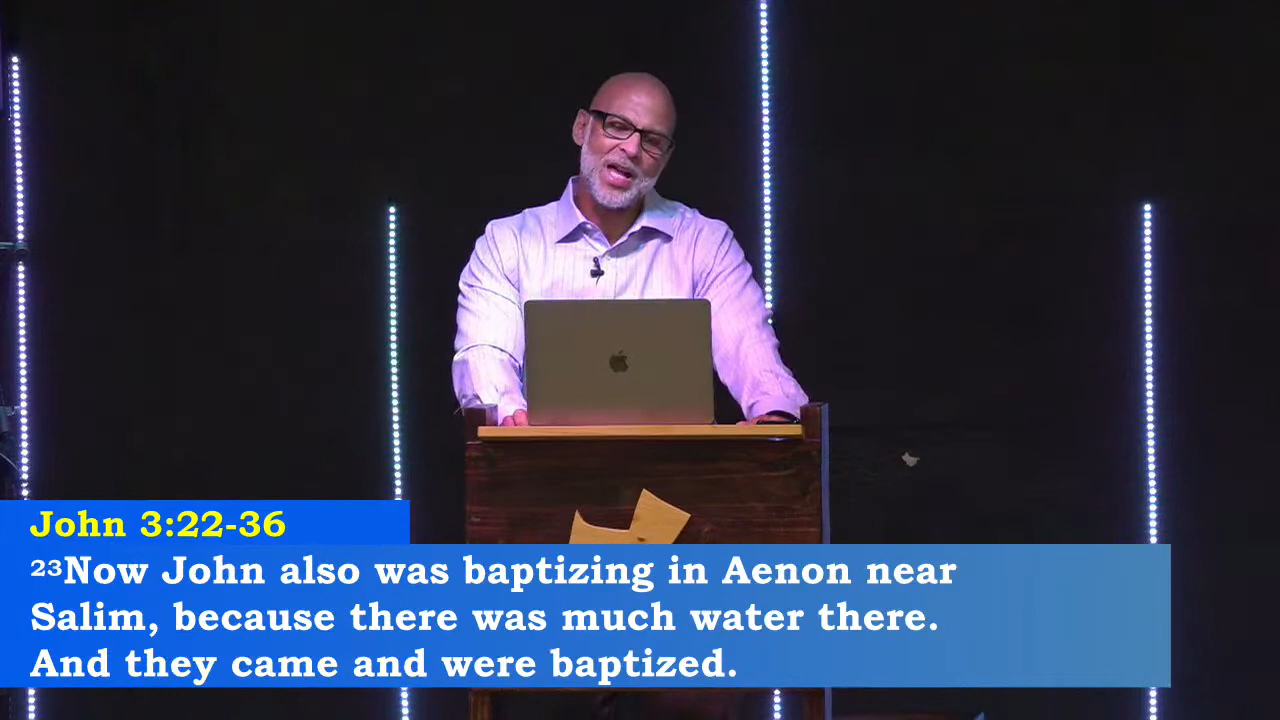 John 3:22-36
²³Now John also was baptizing in Aenon near
Salim, because there was much water there.
And they came and were baptized.